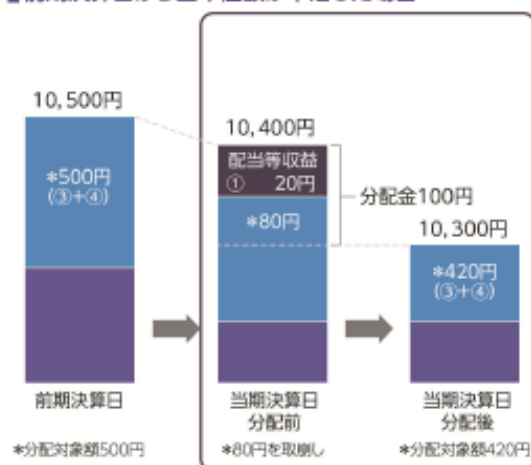 10,500円
*500円
(③+④)
前期決算日
*分配対象額500円
10,400円
配当等収益
① 20円
*80円
分配金100円
当期決算日
分配前
*80円を取崩し
10,300円
*420円
(③+④)
当期決算日
分配後
*分配対象額420円